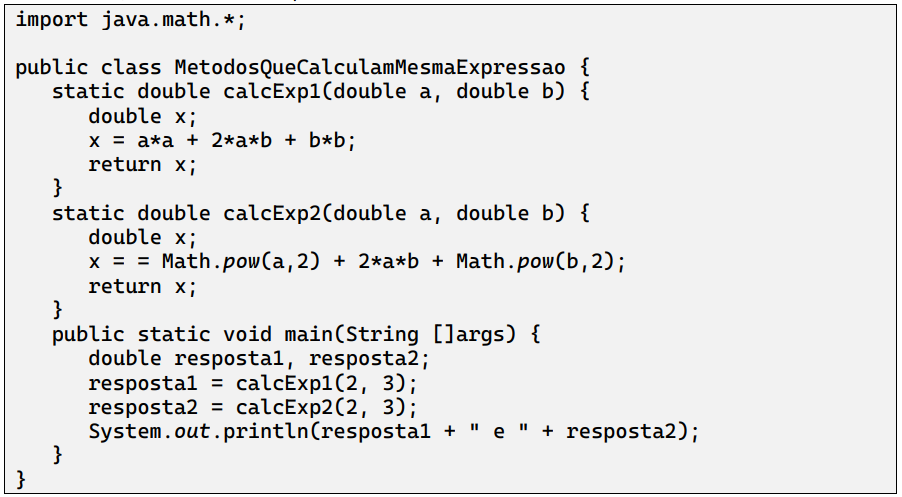 import java.math.*;

public class MetodosQueCalculamMesmaExpressao {
   static double calcExp1(double a, double b) {
      double x;
      x = a*a + 2*a*b + b*b;
      return x;
   }
   static double calcExp2(double a, double b) {
      double x;
      x = = Math.pow(a,2) + 2*a*b + Math.pow(b,2);
      return x;
   }
   public static void main(String []args) {
      double resposta1, resposta2;
      resposta1 = calcExp1(2, 3);
      resposta2 = calcExp2(2, 3);
      System.out.println(resposta1 + " e " + resposta2);
   }
}